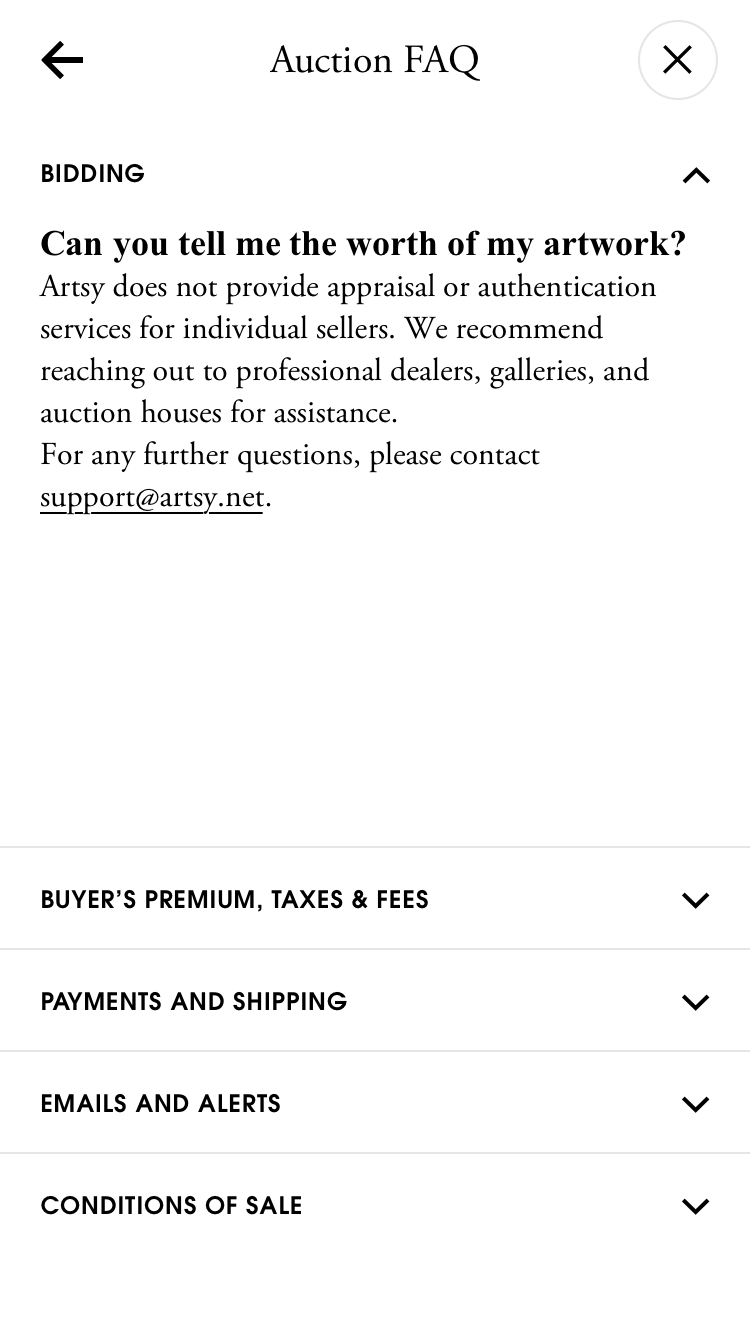 Auction FAQ
BIDDING
Can you tell me the worth of my artwork?
Artsy does not provide appraisal or authentication
services for individual sellers. We recommend
reaching out to professional dealers, galleries, and
auction houses for assistance.
For any further questions, please contact
support@artsy.net.
BUYER’S PREMIUM, TAXES & FEES
PAYMENTS AND SHIPPING
EMAILS AND ALERTS
CONDITIONS OF SALE